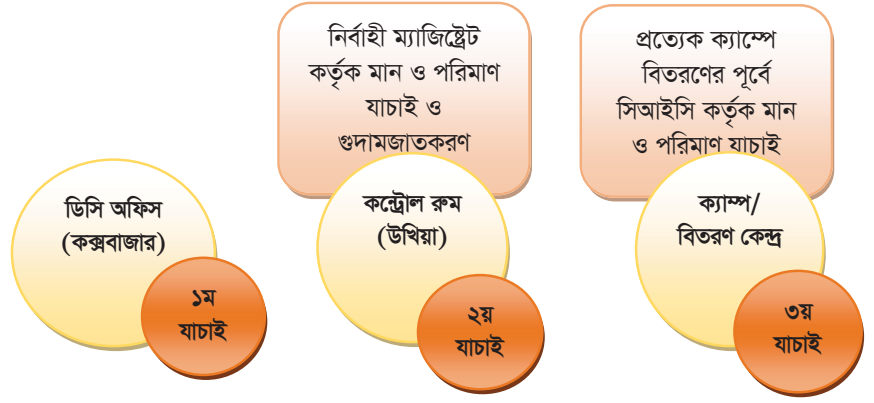 নির্বাহী ম্যাজিষ্ট্রেট
কর্তৃক মান ও পরিমাণ
যাচাই ও
গুদামজাতকরণ
প্রত্যেক ক্যাম্পে
বিতরণের পূর্বে
সিআইসি কর্তৃক মান
ও পরিমাণ যাচাই
ডিসি অফিস
(কক্সবাজার)
১ম
যাচাই
কন্ট্রোল রুম
(উখিয়া)
২য়
যাচাই
ক্যাম্প/
বিতরণ কেন্দ্র
৩য়
যাচাই